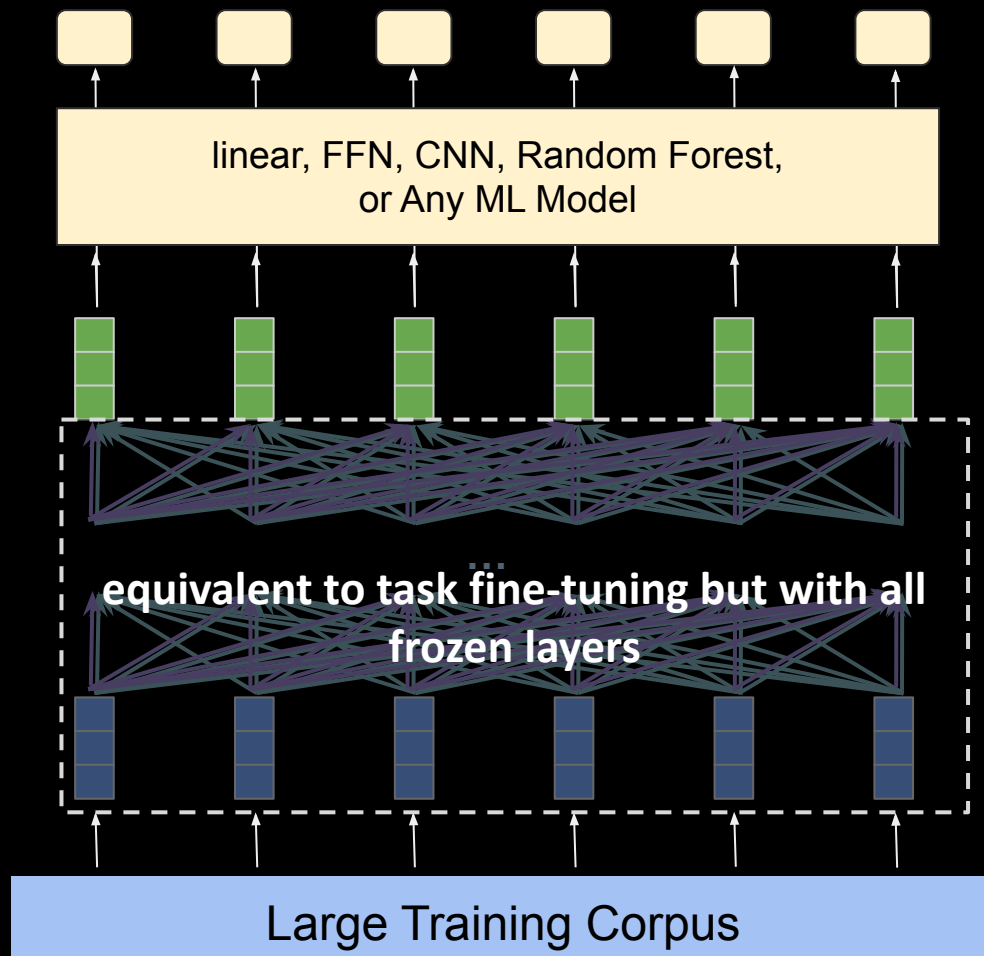 linear, FFN, CNN, Random Forest,
or Any ML Model
...
equivalent to task fine-tuning but with all
frozen layers
Large Training Corpus